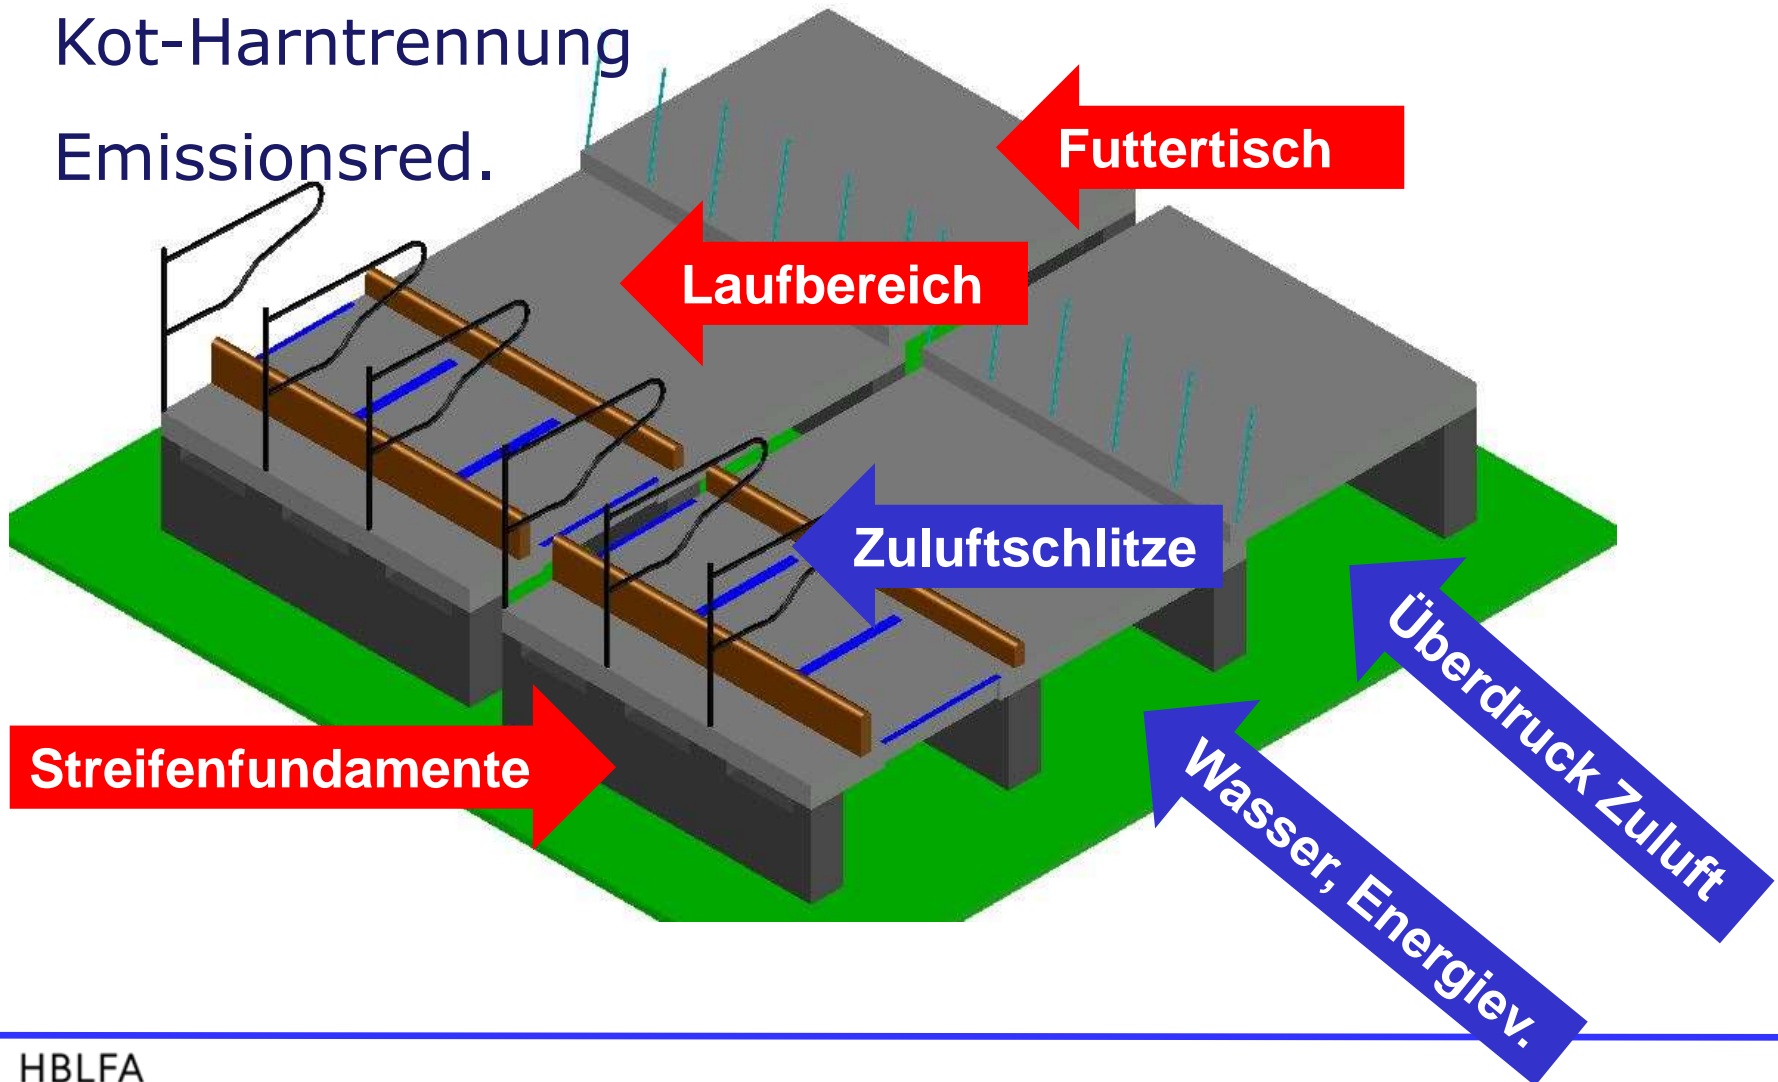 Kot-Harntrennung
Emissionsred.
Futtertisch
Laufbereich
Zuluftschlitze
Streifenfundamente
Überdruck Zuluft
Wasser, Energiev.
HBLFA